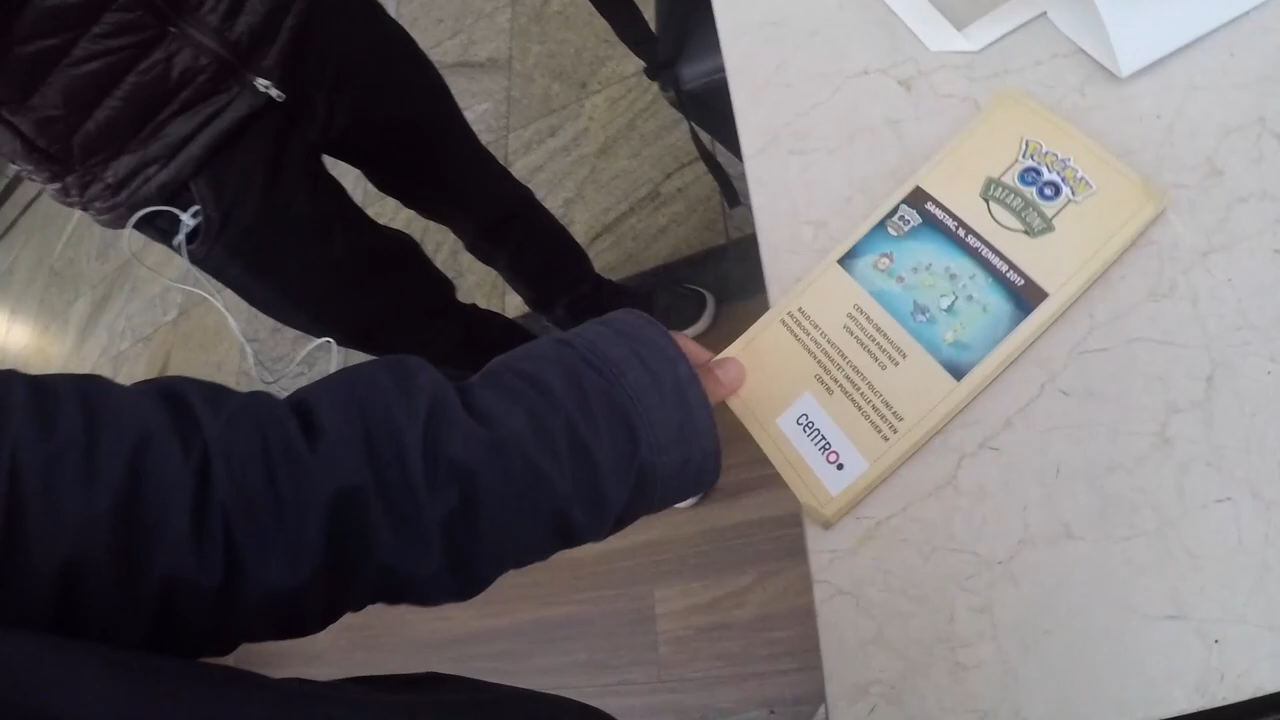 POKÉMON
GO
SAFARI ZONE
GO
SAMSTAG, 16. SEPTEMBER 2017
CENTRO OBERHAUSEN
OFFIZIELLER PARTNER
VON POKÉMON GO
BALD GIBT ES WEITERE EVENTS! FOLGT UNS AUF
FACEBOOK UND ERHALTET IMMER ALLE NEUESTEN
INFORMATIONEN RUND UM POKÉMON GO HIER IM
CENTRO.
CENTRO